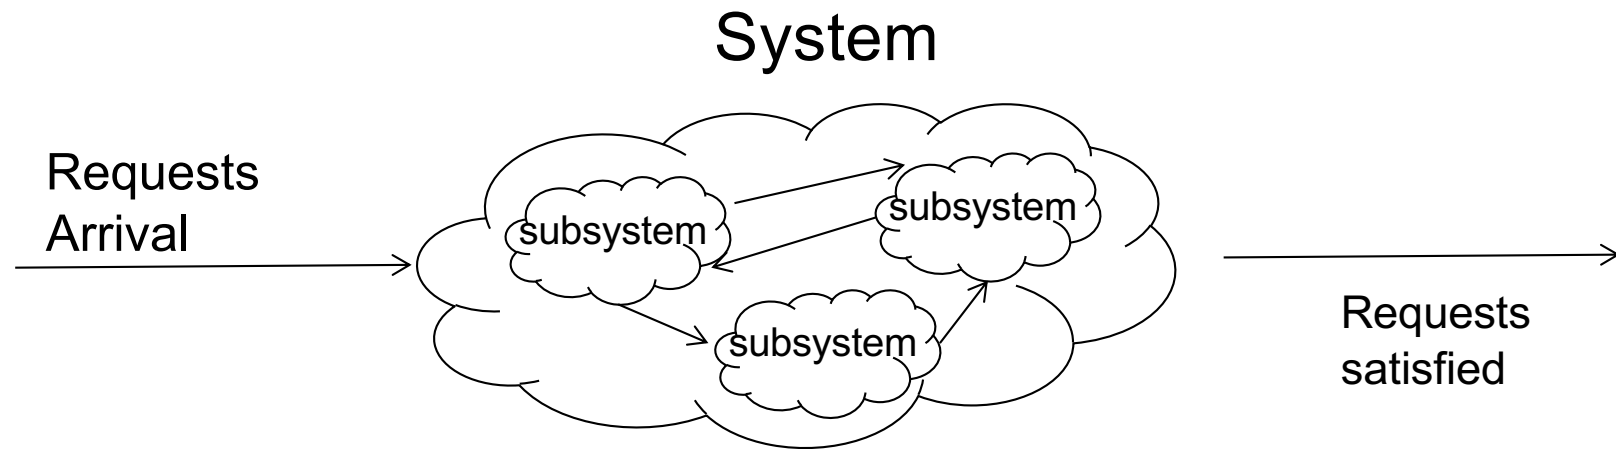 System
Requests
Arrival
subsystem
subsystem
subsystem
Requests
satisfied